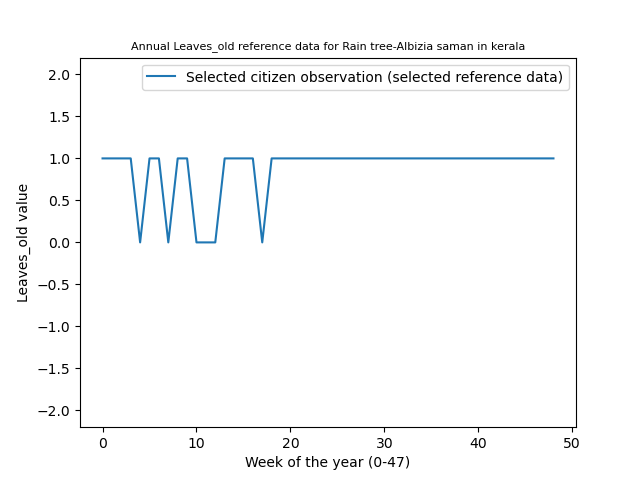 Annual Leaves_old reference data for Rain tree-Albizia saman in kerala
Selected citizen observation (selected reference data)
2.0
1.5
1.0
0.5
0.0
−0.5
−1.0
−1.5
−2.0
Leaves_old value
0 10 20 30 40 50
Week of the year (0-47)